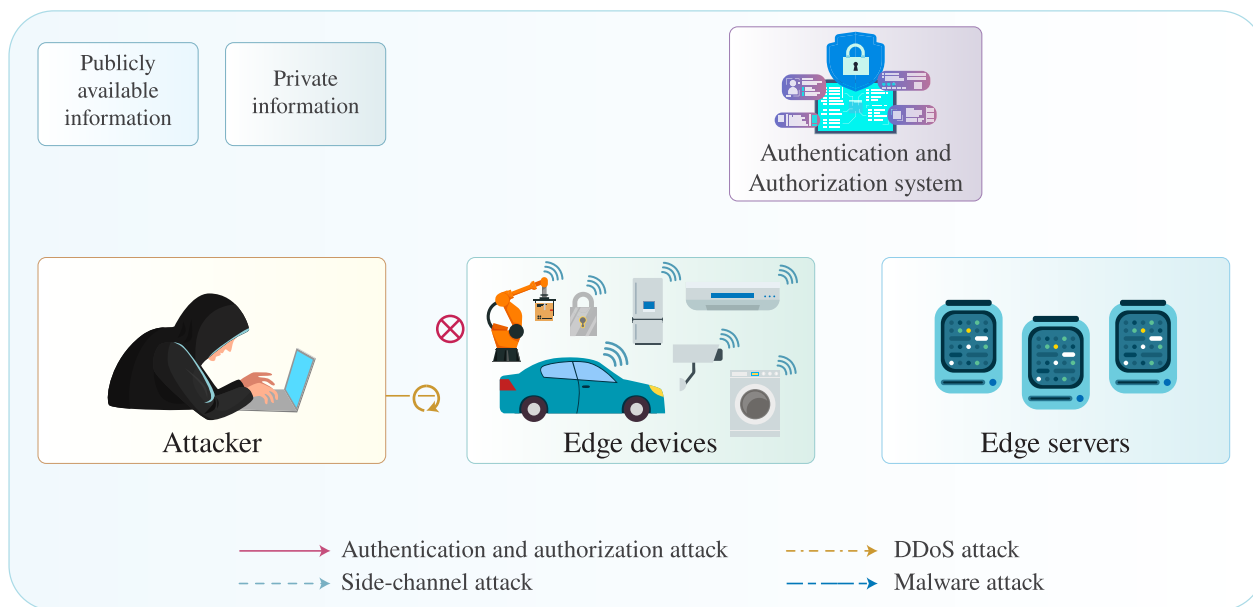 Publicly
available
information
Private
information
Authentication and
Authorization system
Attacker
Edge devices
Edge servers
Authentication and authorization attack
DDoS attack
Side-channel attack
Malware attack